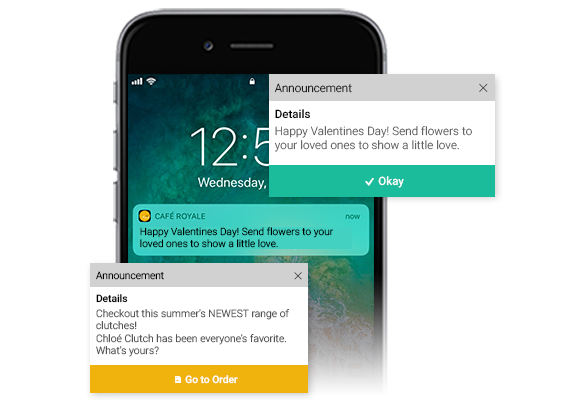 Announcement
Details
Happy Valentines Day! Send flowers to
your loved ones to show a little love.
Okay
12:5
Wednesday,
CAFÉ ROYALE now
Happy Valentines Day! Send flowers to your
loved ones to show a little love.
Announcement
Details
Checkout this summer's NEWEST range of
clutches!
Chloé Clutch has been everyone's favorite.
What's yours?
Go to Order